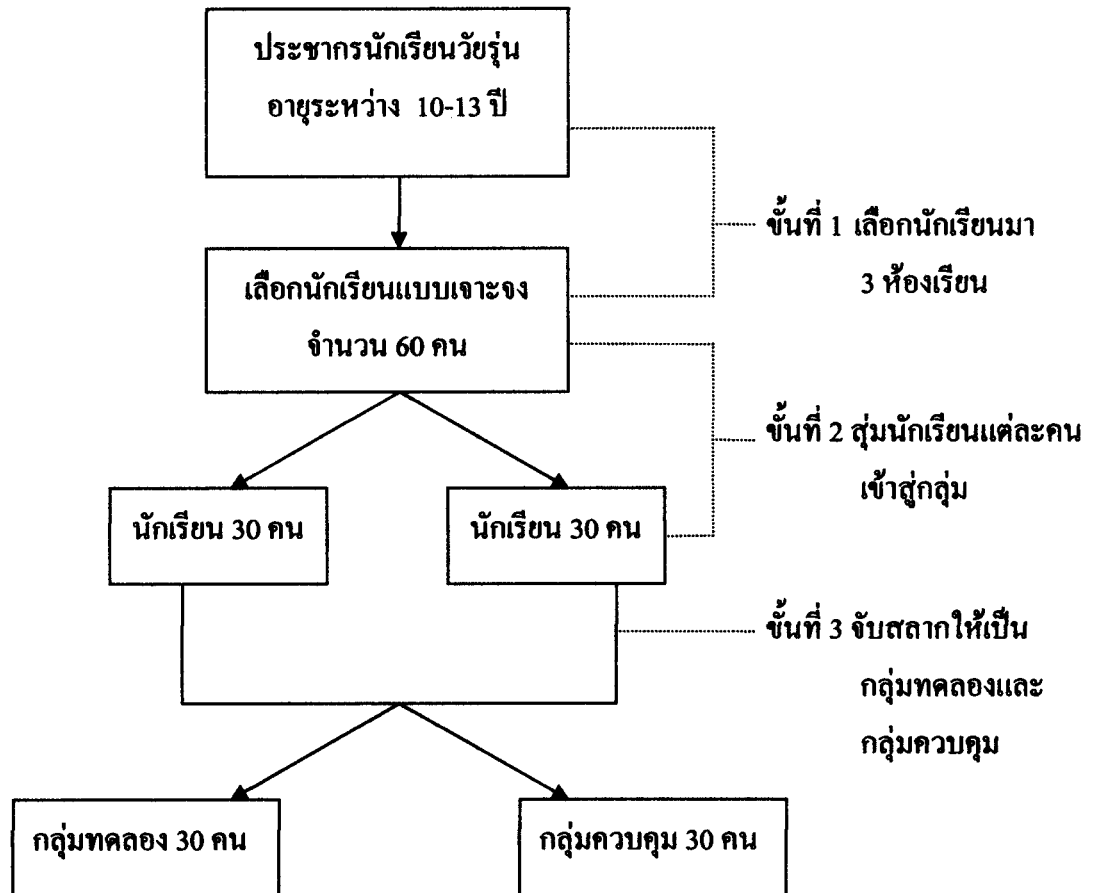 ประชากรนักเรียนวัยรุ่น
อายุระหว่าง 10-13 ปี
ขั้นที่ 1 เลือกนักเรียนมา
3 ห้องเรียน
เลือกนักเรียนแบบเจาะจง
จำนวน 60 คน
ขั้นที่ 2 สุ่มนักเรียนแต่ละคน
เข้าสู่กลุ่ม
นักเรียน 30 คน
นักเรียน 30 คน
ขั้นที่ 3 จับสลากให้เป็น
กลุ่มทดลองและ
กลุ่มควบคุม
กลุ่มทดลอง 30 คน
กลุ่มควบคุม 30 คน